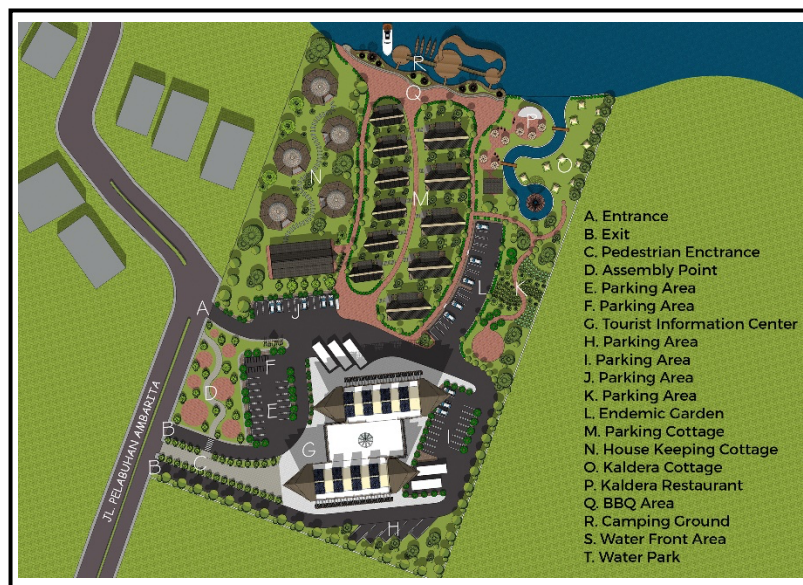 R
Q
P
N
O
M
L
K
A
J
F
D
E
B
G
I
C
B
H
JL. PELABUHAN AMBARITA
A. Entrance
B. Exit
C. Pedestrian Enctrance
D. Assembly Point
E. Parking Area
F. Parking Area
G. Tourist Information Center
H. Parking Area
I. Parking Area
J. Parking Area
K. Parking Area
L. Endemic Garden
M. Parking Cottage
N. House Keeping Cottage
O. Kaldera Cottage
P. Kaldera Restaurant
Q. BBQ Area
R. Camping Ground
S. Water Front Area
T. Water Park